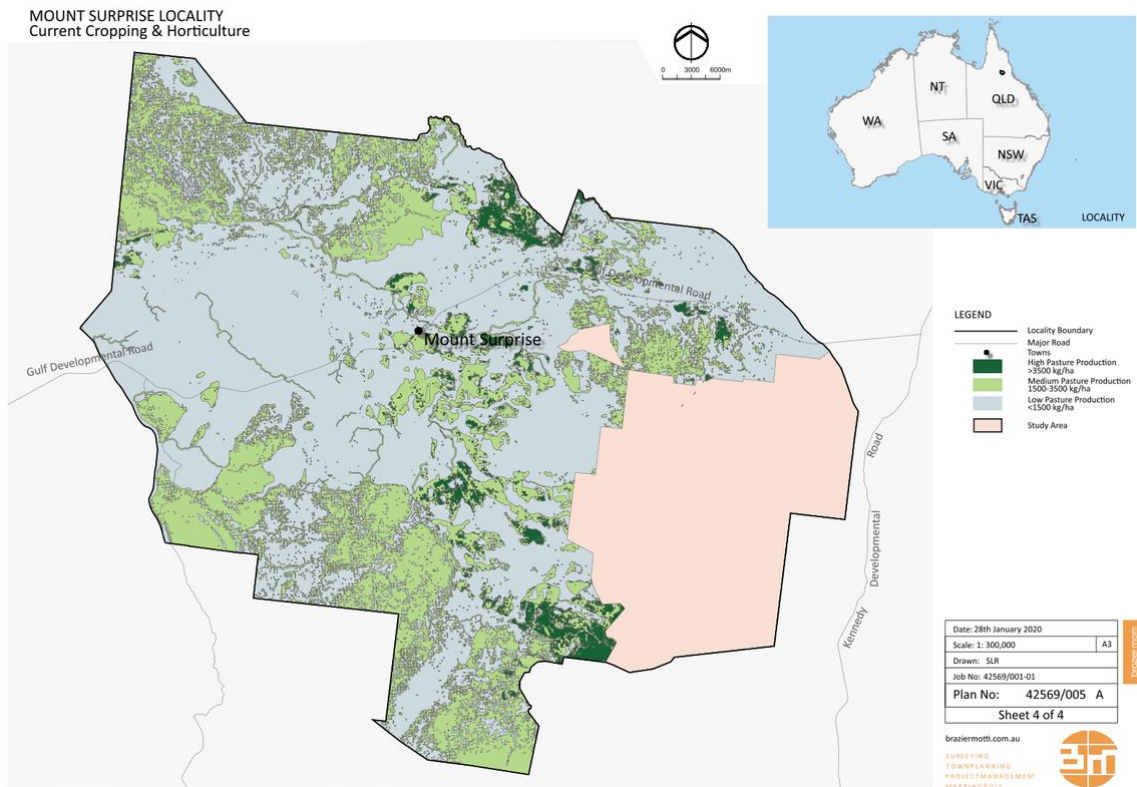 MOUNT SURPRISE LOCALITY
Current Cropping & Horticulture
0 3000 6000m
NT
QLD
WA
SA
NSW
VIC
TAS
LOCALITY
Gulf Developmental Road
Mount Surprise
Gulf Developmental Road
Kennedy Developmental Road
LEGEND
Locality Boundary
Major Road
Towns
High Pasture Production
>3500 kg/ha
Medium Pasture Production
1500-3500 kg/ha
Low Pasture Production
<1500 kg/ha
Study Area
Date: 28th January 2020
Scale: 1: 300,000 A3
Drawn: SLR
Job No: 42569/001-01
Plan No: 42569/005 A
Sheet 4 of 4
braziermotti.com.au
SURVEYING
TOWNPLANNING
PROJECTMANAGEMENT